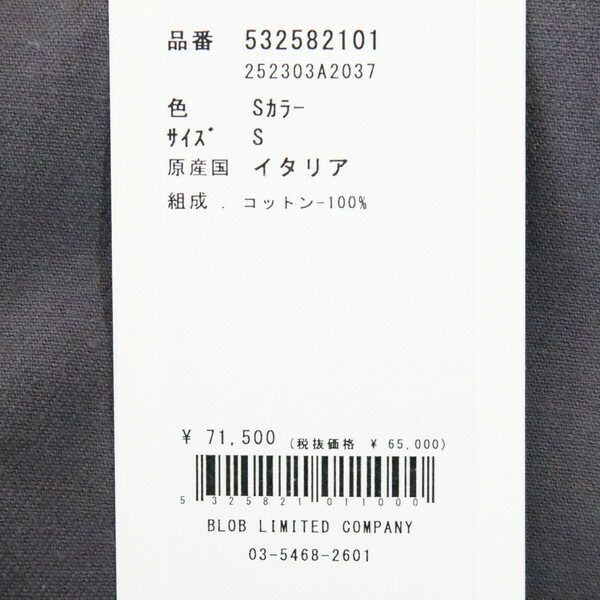 品番 532582101
252303A2037
色 Sカラー
ｻｲｽﾞ S
原産国 イタリア
組成 . コットン-100%
¥ 71,500 (税抜価格 ¥ 65,000)
5 325821 011000
BLOB LIMITED COMPANY
03-5468-2601